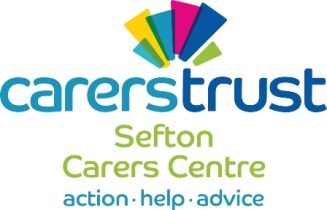 carerstrust
Sefton
Carers Centre
action · help · advice